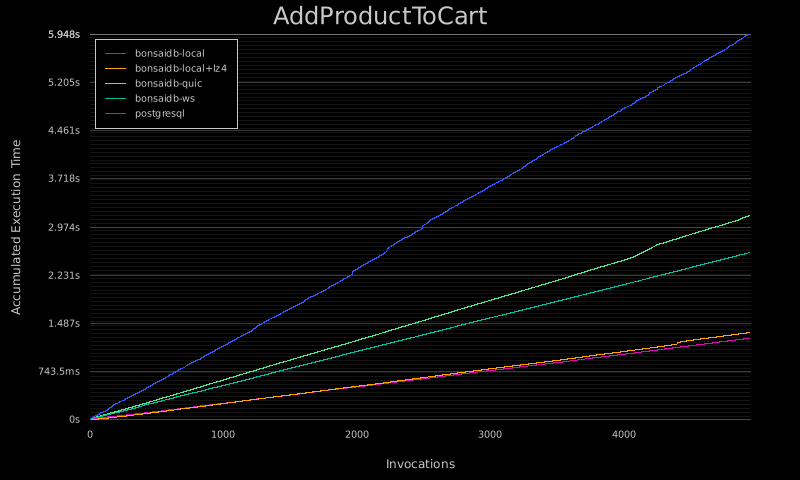 AddProductToCart
5.948s
5.205s
4.461s
3.718s
2.974s
2.231s
1.487s
743.5ms
0s
bonsaidb-local
bonsaidb-local+lz4
bonsaidb-quic
bonsaidb-ws
postgresql
Accumulated Execution Time
0 1000 2000 3000 4000
Invocations